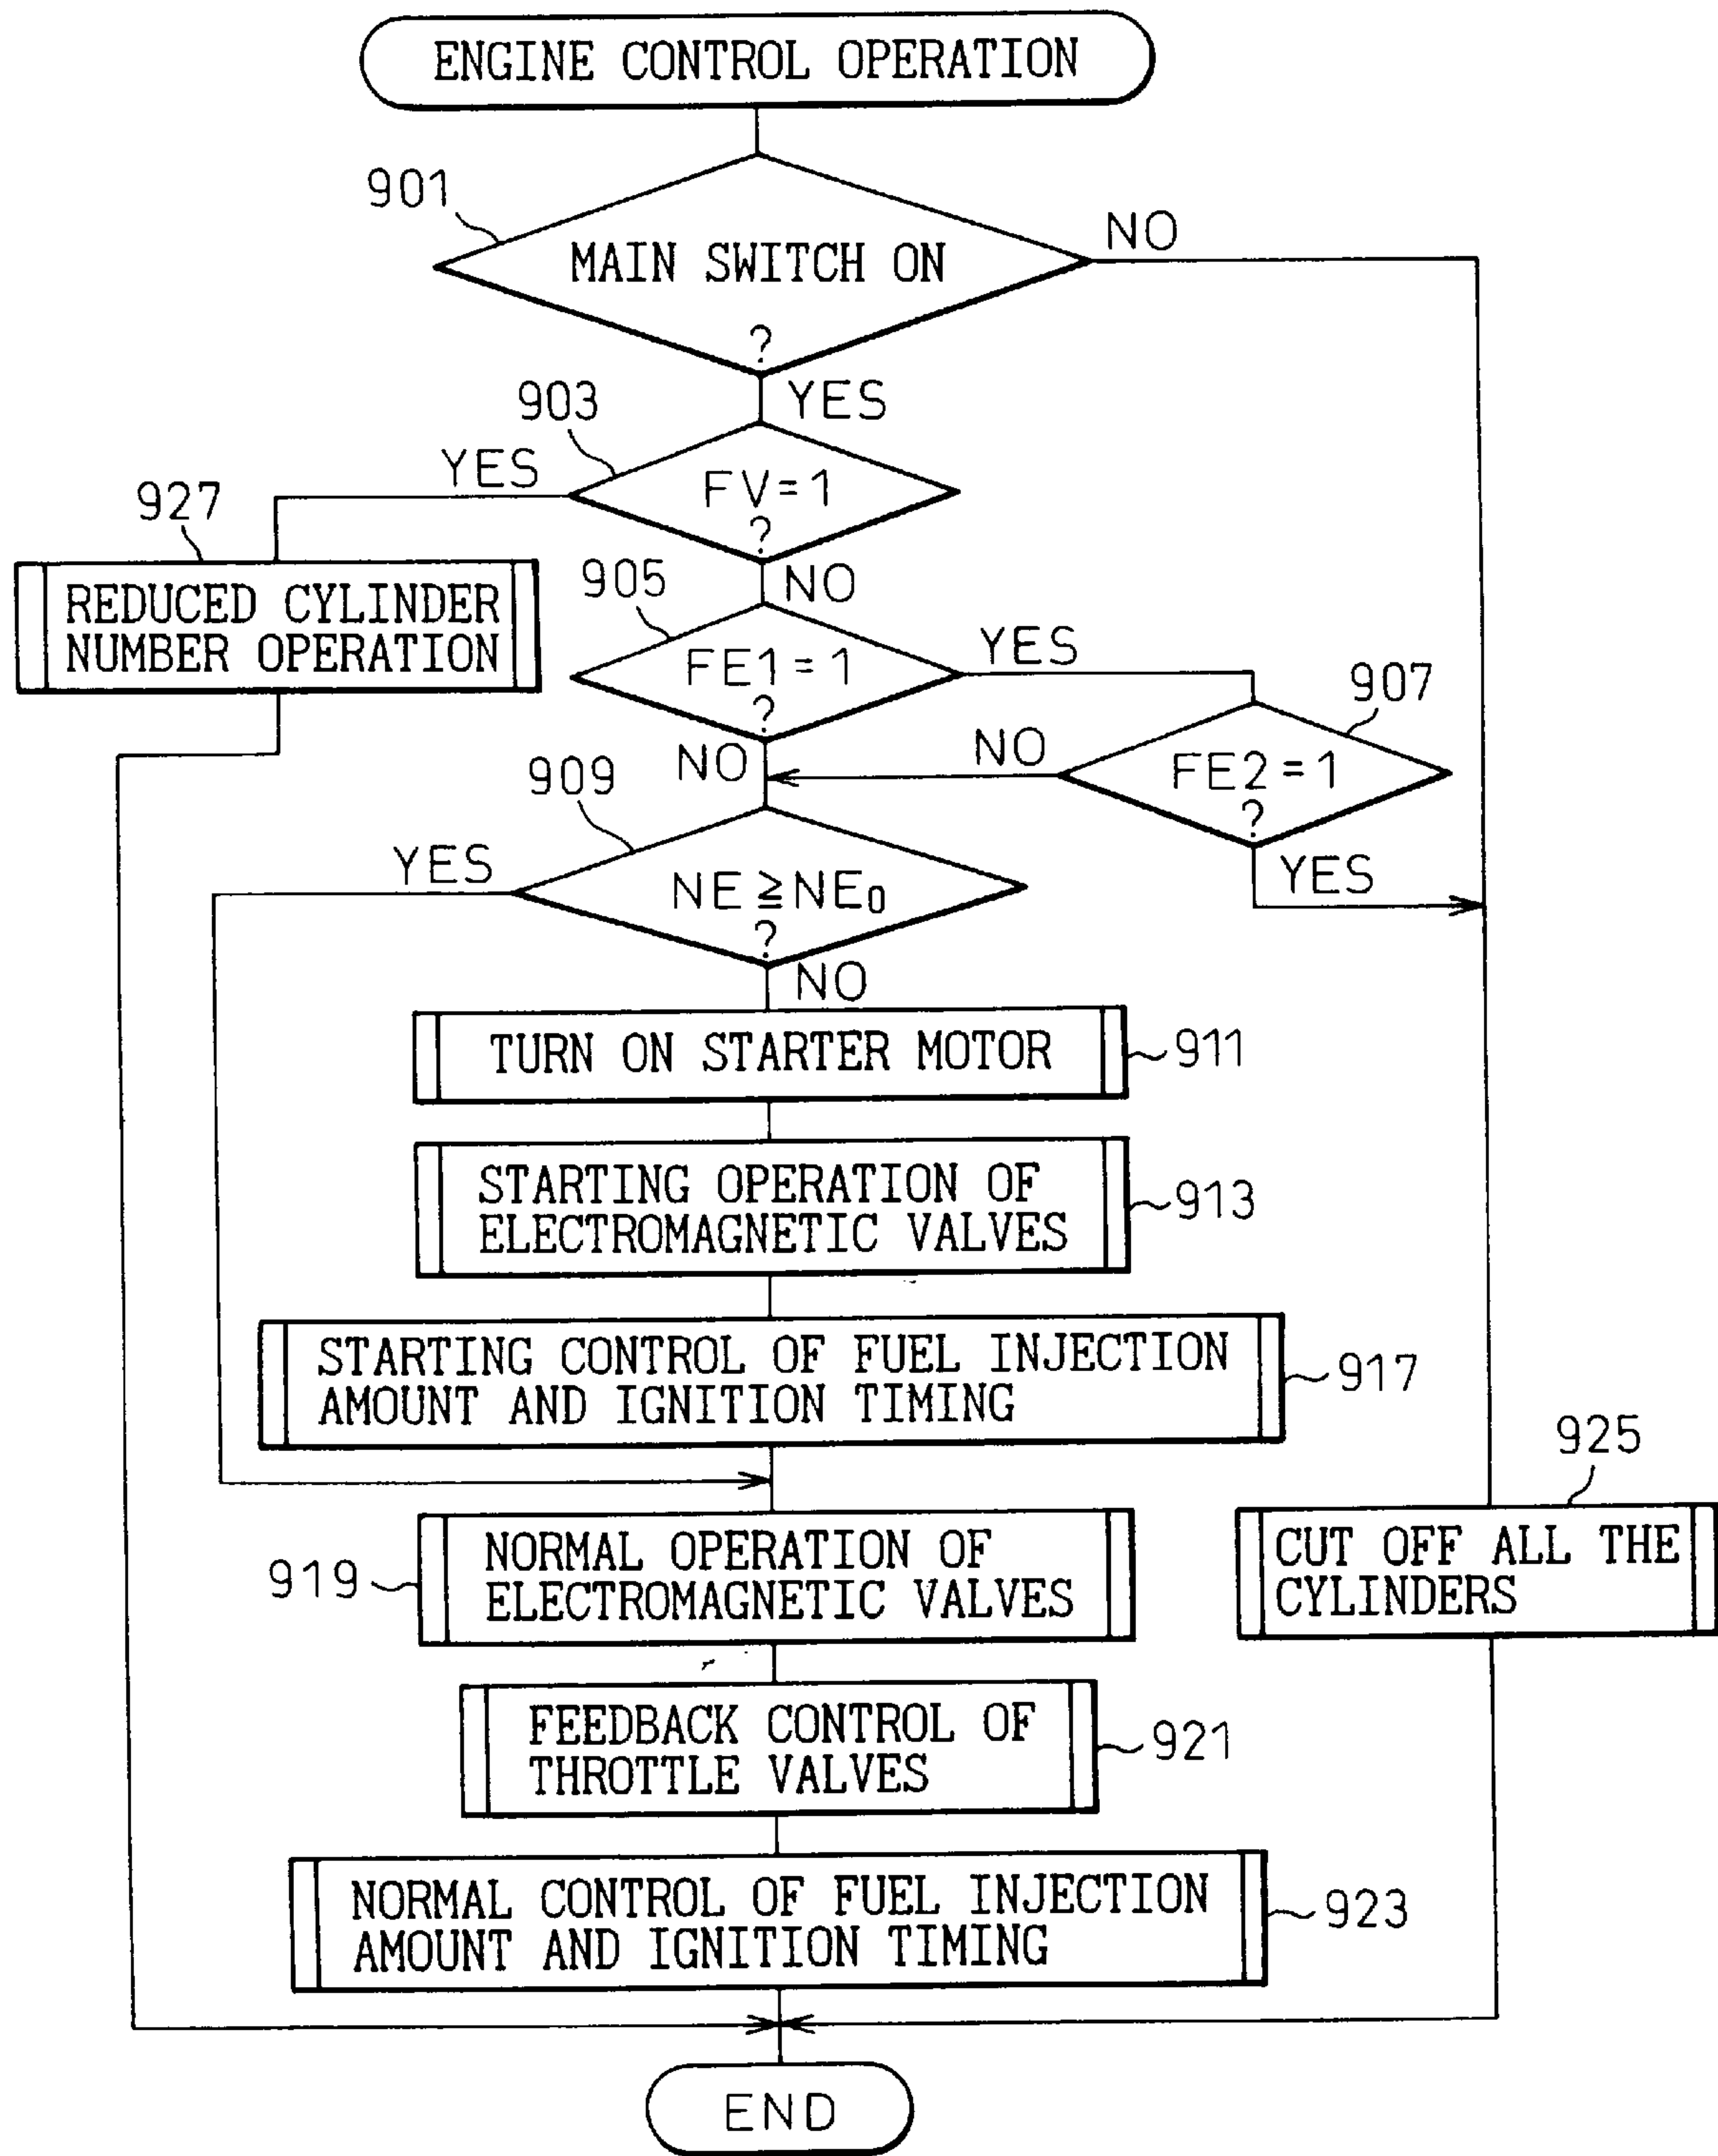 ENGINE CONTROL OPERATION
901
MAIN SWITCH ON
?
NO
YES
903
FV=1
?
YES
NO
927
REDUCED CYLINDER
NUMBER OPERATION
905
FE1=1
?
YES
NO
907
FE2=1
?
NO
YES
909
NE≧NE0
?
YES
NO
TURN ON STARTER MOTOR
911
STARTING OPERATION OF
ELECTROMAGNETIC VALVES
913
STARTING CONTROL OF FUEL INJECTION
AMOUNT AND IGNITION TIMING
917
919
NORMAL OPERATION OF
ELECTROMAGNETIC VALVES
925
CUT OFF ALL THE
CYLINDERS
FEEDBACK CONTROL OF
THROTTLE VALVES
921
NORMAL CONTROL OF FUEL INJECTION
AMOUNT AND IGNITION TIMING
923
END